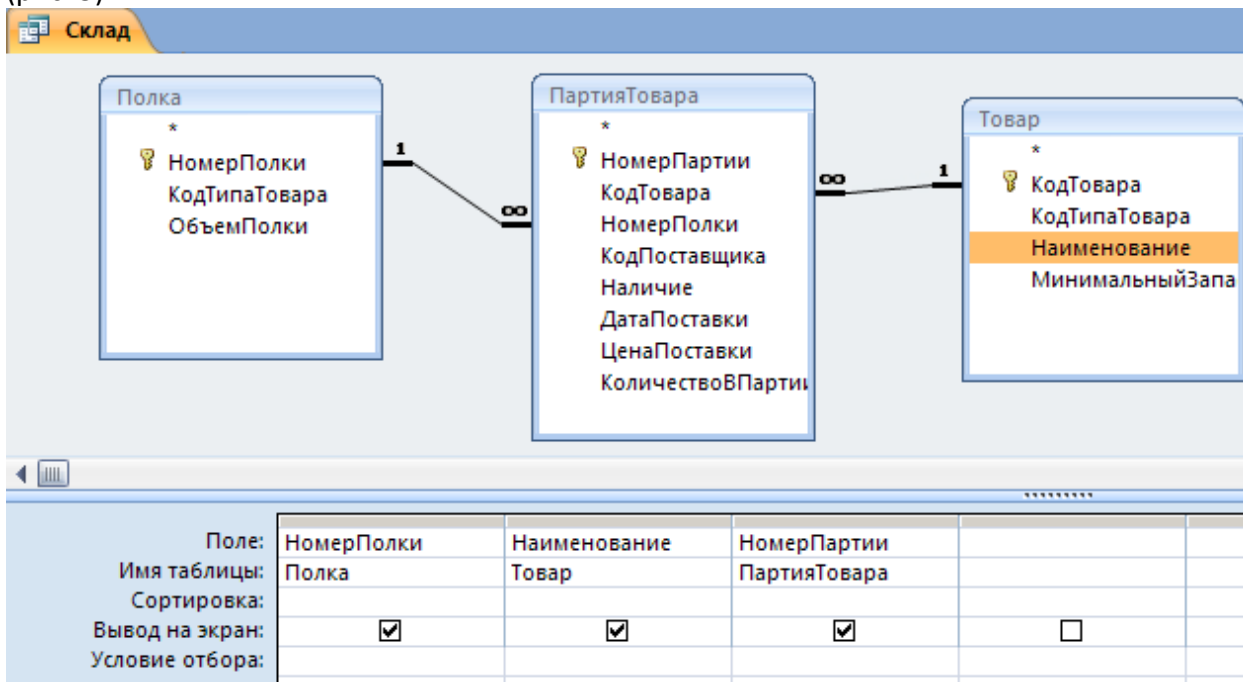 Склад
Полка
*
НомерПолки
КодТипаТовара
ОбъемПолки
1
∞
ПартияТовара
*
НомерПартии
КодТовара
НомерПолки
КодПоставщика
Наличие
ДатаПоставки
ЦенаПоставки
КоличествоВПарти
∞
1
Товар
*
КодТовара
КодТипаТовара
Наименование
МинимальныйЗапа
Поле: НомерПолки Наименование НомерПартии
Имя таблицы: Полка Товар ПартияТовара
Сортировка:
Вывод на экран:
Условие отбора: